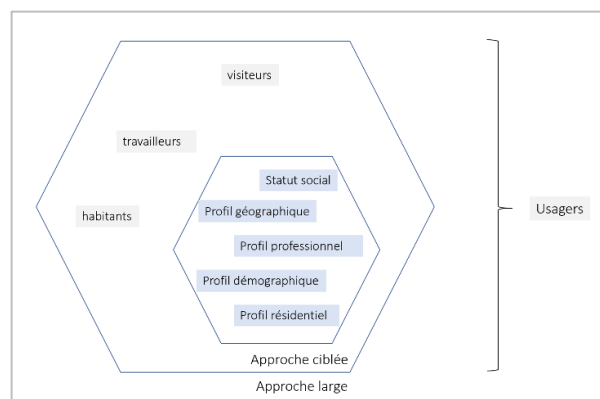 visiteurs
travailleurs
habitants
Statut social
Profil géographique
Profil professionnel
Profil démographique
Profil résidentiel
Approche ciblée
Approche large
Usagers